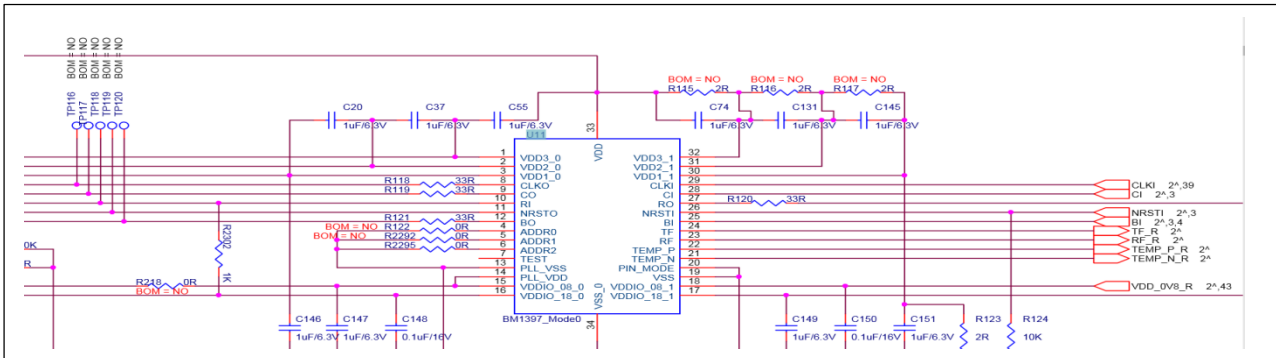 TP116 BOM = NO
TP117 BOM = NO
TP118 BOM = NO
TP119 BOM = NO
TP120 BOM = NO
BOM = NO
R115 2R
BOM = NO
R116 2R
BOM = NO
R117 2R
C20
1uF/6.3V
C37
1uF/6.3V
C55
1uF/6.3V
C74
1uF/6.3V
C131
1uF/6.3V
C145
1uF/6.3V
U11
33
VDD
1 VDD3_0 VDD3_1 32
2 VDD2_0 VDD2_1 31
3 VDD1_0 VDD1_1 30
R118 33R 8 CLKO CLKI 29 CLKI 2^,39
R119 33R 9 CO CI 28 CI 2^,3
10 RI RO 27 R120 33R
11 NRSTO NRSTI 26 NRSTI 2^,3
R121 33R 12 BO BI 25 BI 2^,3,4
BOM = NO R122 0R 4 ADDR0 TF 24 TF_R 2^
BOM = NO R2292 0R 5 ADDR1 RF 23 RF_R 2^
R2295 0R 6 ADDR2 TEMP_P 22 TEMP_P_R 2^
7 TEST TEMP_N 21 TEMP_N_R 2^
13 PLL_VSS PIN_MODE 20
14 PLL_VDD VSS 19
15 VDDIO_08_0 VDDIO_08_1 18 VDD_0V8_R 2^,43
16 VDDIO_18_0 VDDIO_18_1 17
VSS_0
34
BM1397_Mode0
0K
R
R2302
1K
R218 0R
BOM = NO
C146
1uF/6.3V
C147
1uF/6.3V
C148
0.1uF/16V
C149
1uF/6.3V
C150
0.1uF/16V
C151
1uF/6.3V
R123
2R
R124
10K